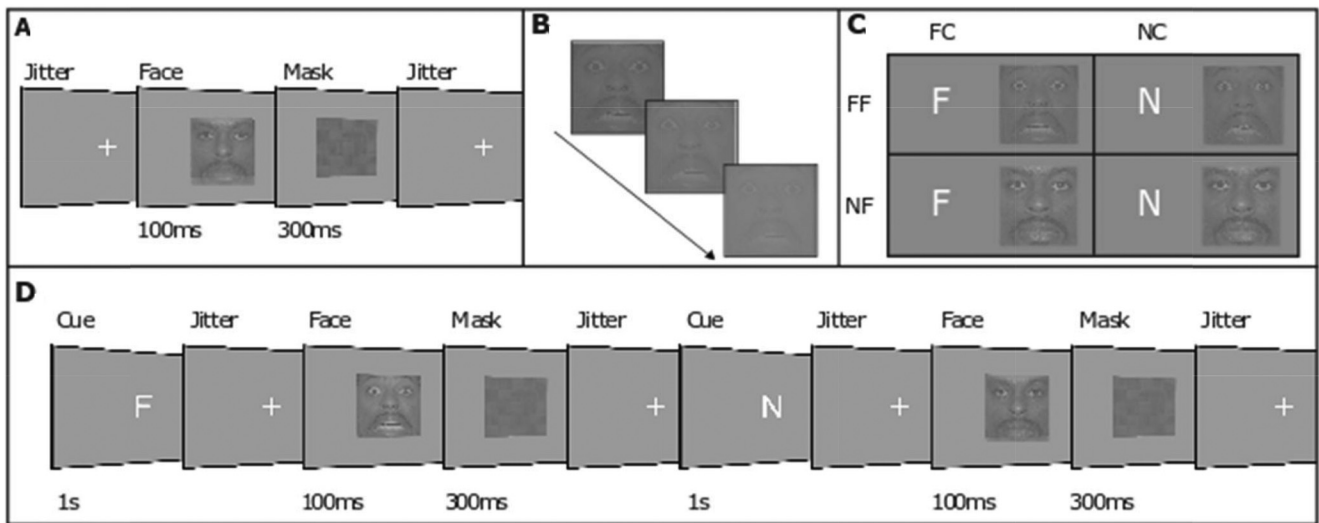 A
Jitter Face Mask Jitter
+ +
100ms 300ms
B
C
FC NC
FF F N
NF F N
D
Cue Jitter Face Mask Jitter Cue Jitter Face Mask Jitter
F + + N + +
1s 100ms 300ms 1s 100ms 300ms